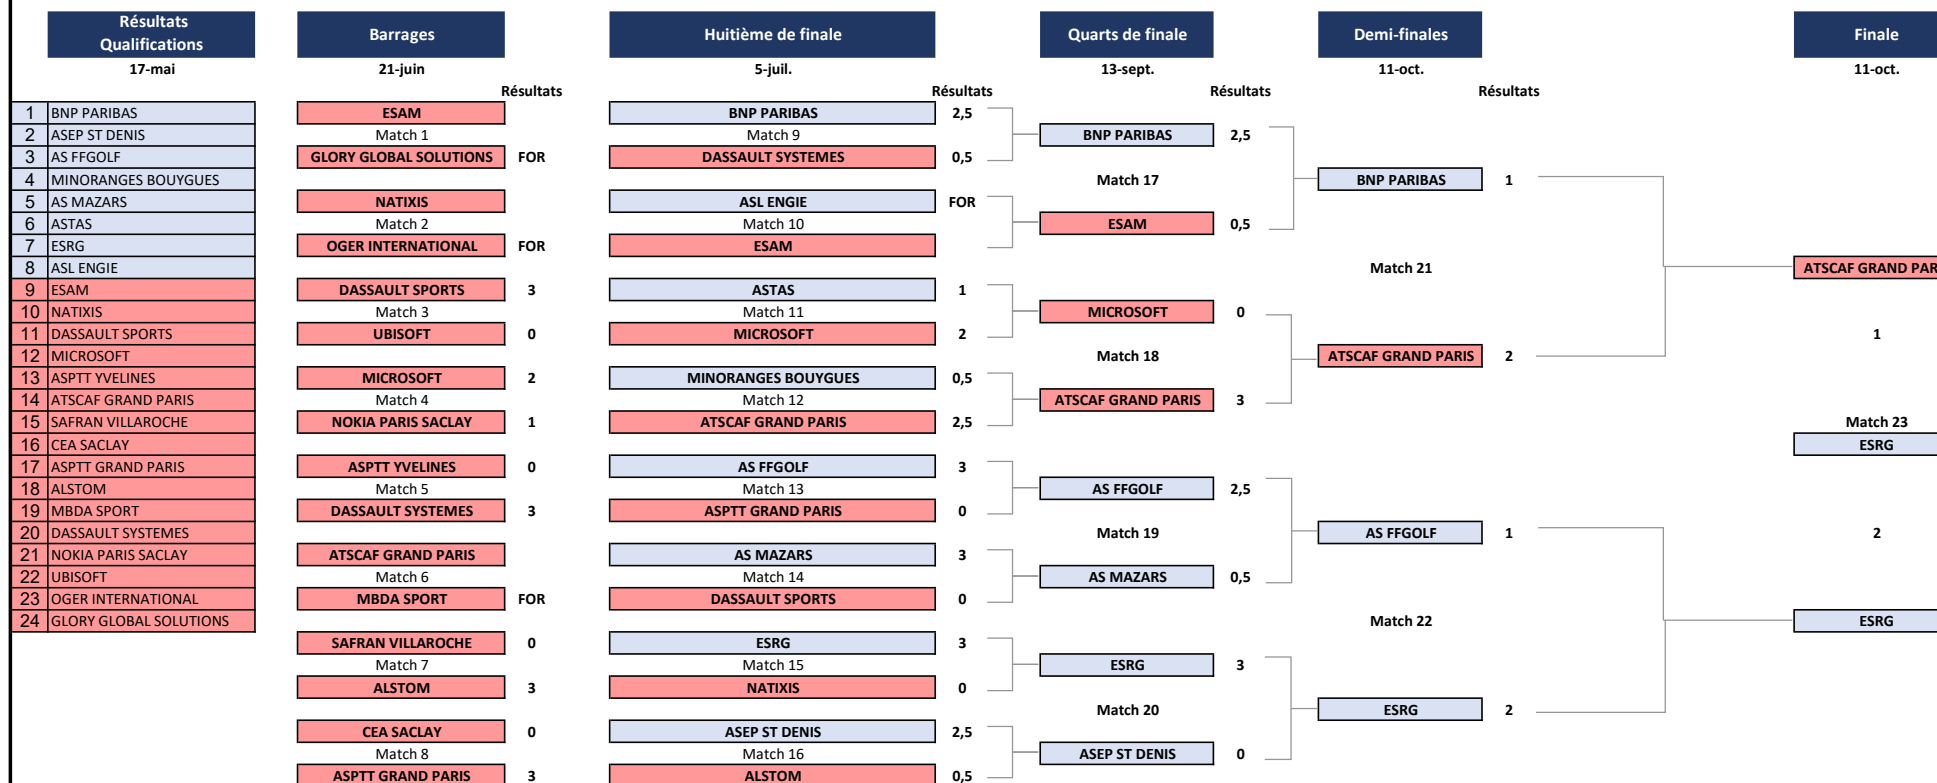 Résultats Qualifications
Barrages
Huitième de finale
Quarts de finale
Demi-finales
Finale
17-mai
21-juin
5-juil.
13-sept.
11-oct.
11-oct.
Résultats
Résultats
Résultats
Résultats
1 BNP PARIBAS
2 ASEP ST DENIS
3 AS FFGOLF
4 MINORANGES BOUYGUES
5 AS MAZARS
6 ASTAS
7 ESRG
8 ASL ENGIE
9 ESAM
10 NATIXIS
11 DASSAULT SPORTS
12 MICROSOFT
13 ASPTT YVELINES
14 ATSCAF GRAND PARIS
15 SAFRAN VILLAROCHE
16 CEA SACLAY
17 ASPTT GRAND PARIS
18 ALSTOM
19 MBDA SPORT
20 DASSAULT SYSTEMES
21 NOKIA PARIS SACLAY
22 UBISOFT
23 OGER INTERNATIONAL
24 GLORY GLOBAL SOLUTIONS
ESAM
Match 1
GLORY GLOBAL SOLUTIONS FOR
NATIXIS
Match 2
OGER INTERNATIONAL FOR
DASSAULT SPORTS 3
Match 3
UBISOFT 0
MICROSOFT 2
Match 4
NOKIA PARIS SACLAY 1
ASPTT YVELINES 0
Match 5
DASSAULT SYSTEMES 3
ATSCAF GRAND PARIS
Match 6
MBDA SPORT FOR
SAFRAN VILLAROCHE 0
Match 7
ALSTOM 3
CEA SACLAY 0
Match 8
ASPTT GRAND PARIS 3
BNP PARIBAS 2,5
Match 9
DASSAULT SYSTEMES 0,5
ASL ENGIE FOR
Match 10
ESAM
ASTAS 1
Match 11
MICROSOFT 2
MINORANGES BOUYGUES 0,5
Match 12
ATSCAF GRAND PARIS 2,5
AS FFGOLF 3
Match 13
ASPTT GRAND PARIS 0
AS MAZARS 3
Match 14
DASSAULT SPORTS 0
ESRG 3
Match 15
NATIXIS 0
ASEP ST DENIS 2,5
Match 16
ALSTOM 0,5
BNP PARIBAS 2,5
Match 17
ESAM 0,5
MICROSOFT 0
Match 18
ATSCAF GRAND PARIS 3
AS FFGOLF 2,5
Match 19
AS MAZARS 0,5
ESRG 3
Match 20
ASEP ST DENIS 0
BNP PARIBAS 1
Match 21
ATSCAF GRAND PARIS 2
AS FFGOLF 1
Match 22
ESRG 2
ATSCAF GRAND PAR
1
Match 23
ESRG
2
ESRG